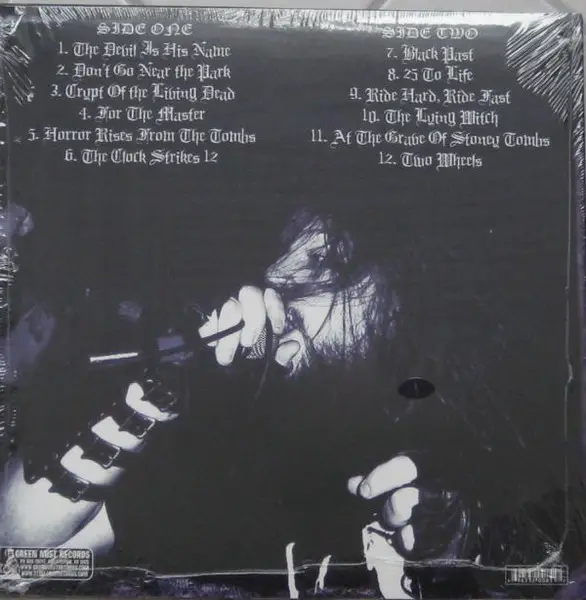 SIDE ONE
1. The Devil Is His Name
2. Don't Go Near the Park
3. Crypt Of the Living Dead
4. For The Master
5. Horror Rises From The Tombs
6. The Clock Strikes 12
SIDE TWO
7. Black Past
8. 25 To Life
9. Ride Hard, Ride Fast
10. The Lying Witch
11. At The Grave Of Stoney Tombs
12. Two Wheels
GREEN MIST RECORDS